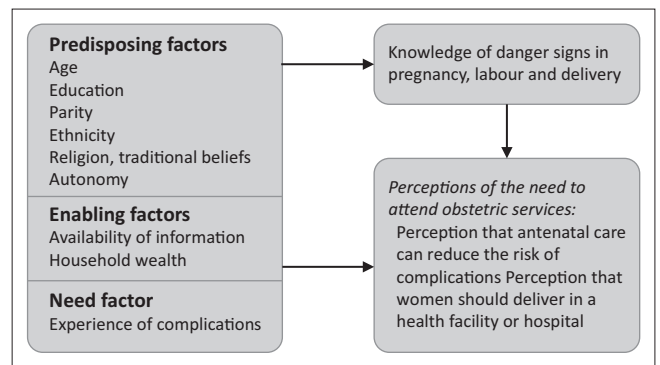 Predisposing factors
Age
Education
Parity
Ethnicity
Religion, traditional beliefs
Autonomy
Enabling factors
Availability of information
Household wealth
Need factor
Experience of complications
Knowledge of danger signs in
pregnancy, labour and delivery
Perceptions of the need to
attend obstetric services:
Perception that antenatal care
can reduce the risk of
complications Perception that
women should deliver in a
health facility or hospital